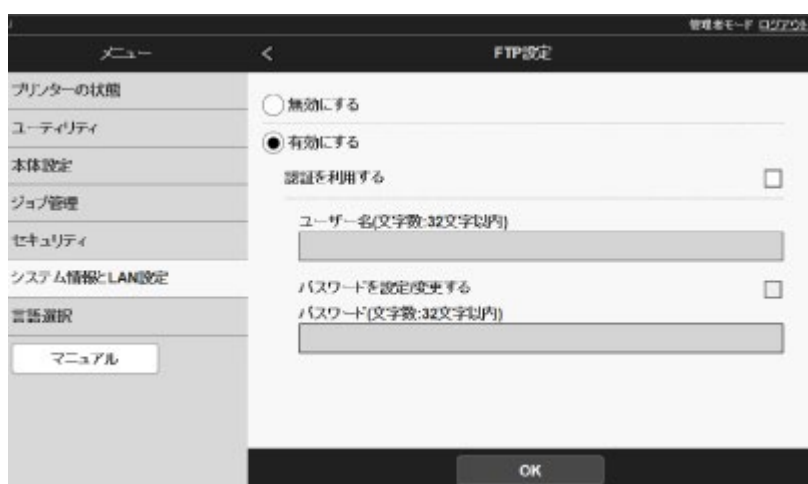 管理者モード ログアウト
メニュー
< FTP設定
プリンターの状態
ユーティリティ
本体設定
ジョブ管理
セキュリティ
システム情報とLAN設定
言語選択
マニュアル
無効にする
有効にする
認証を利用する
ユーザー名(文字数:32文字以内)
パスワードを設定/変更する
パスワード(文字数:32文字以内)
OK